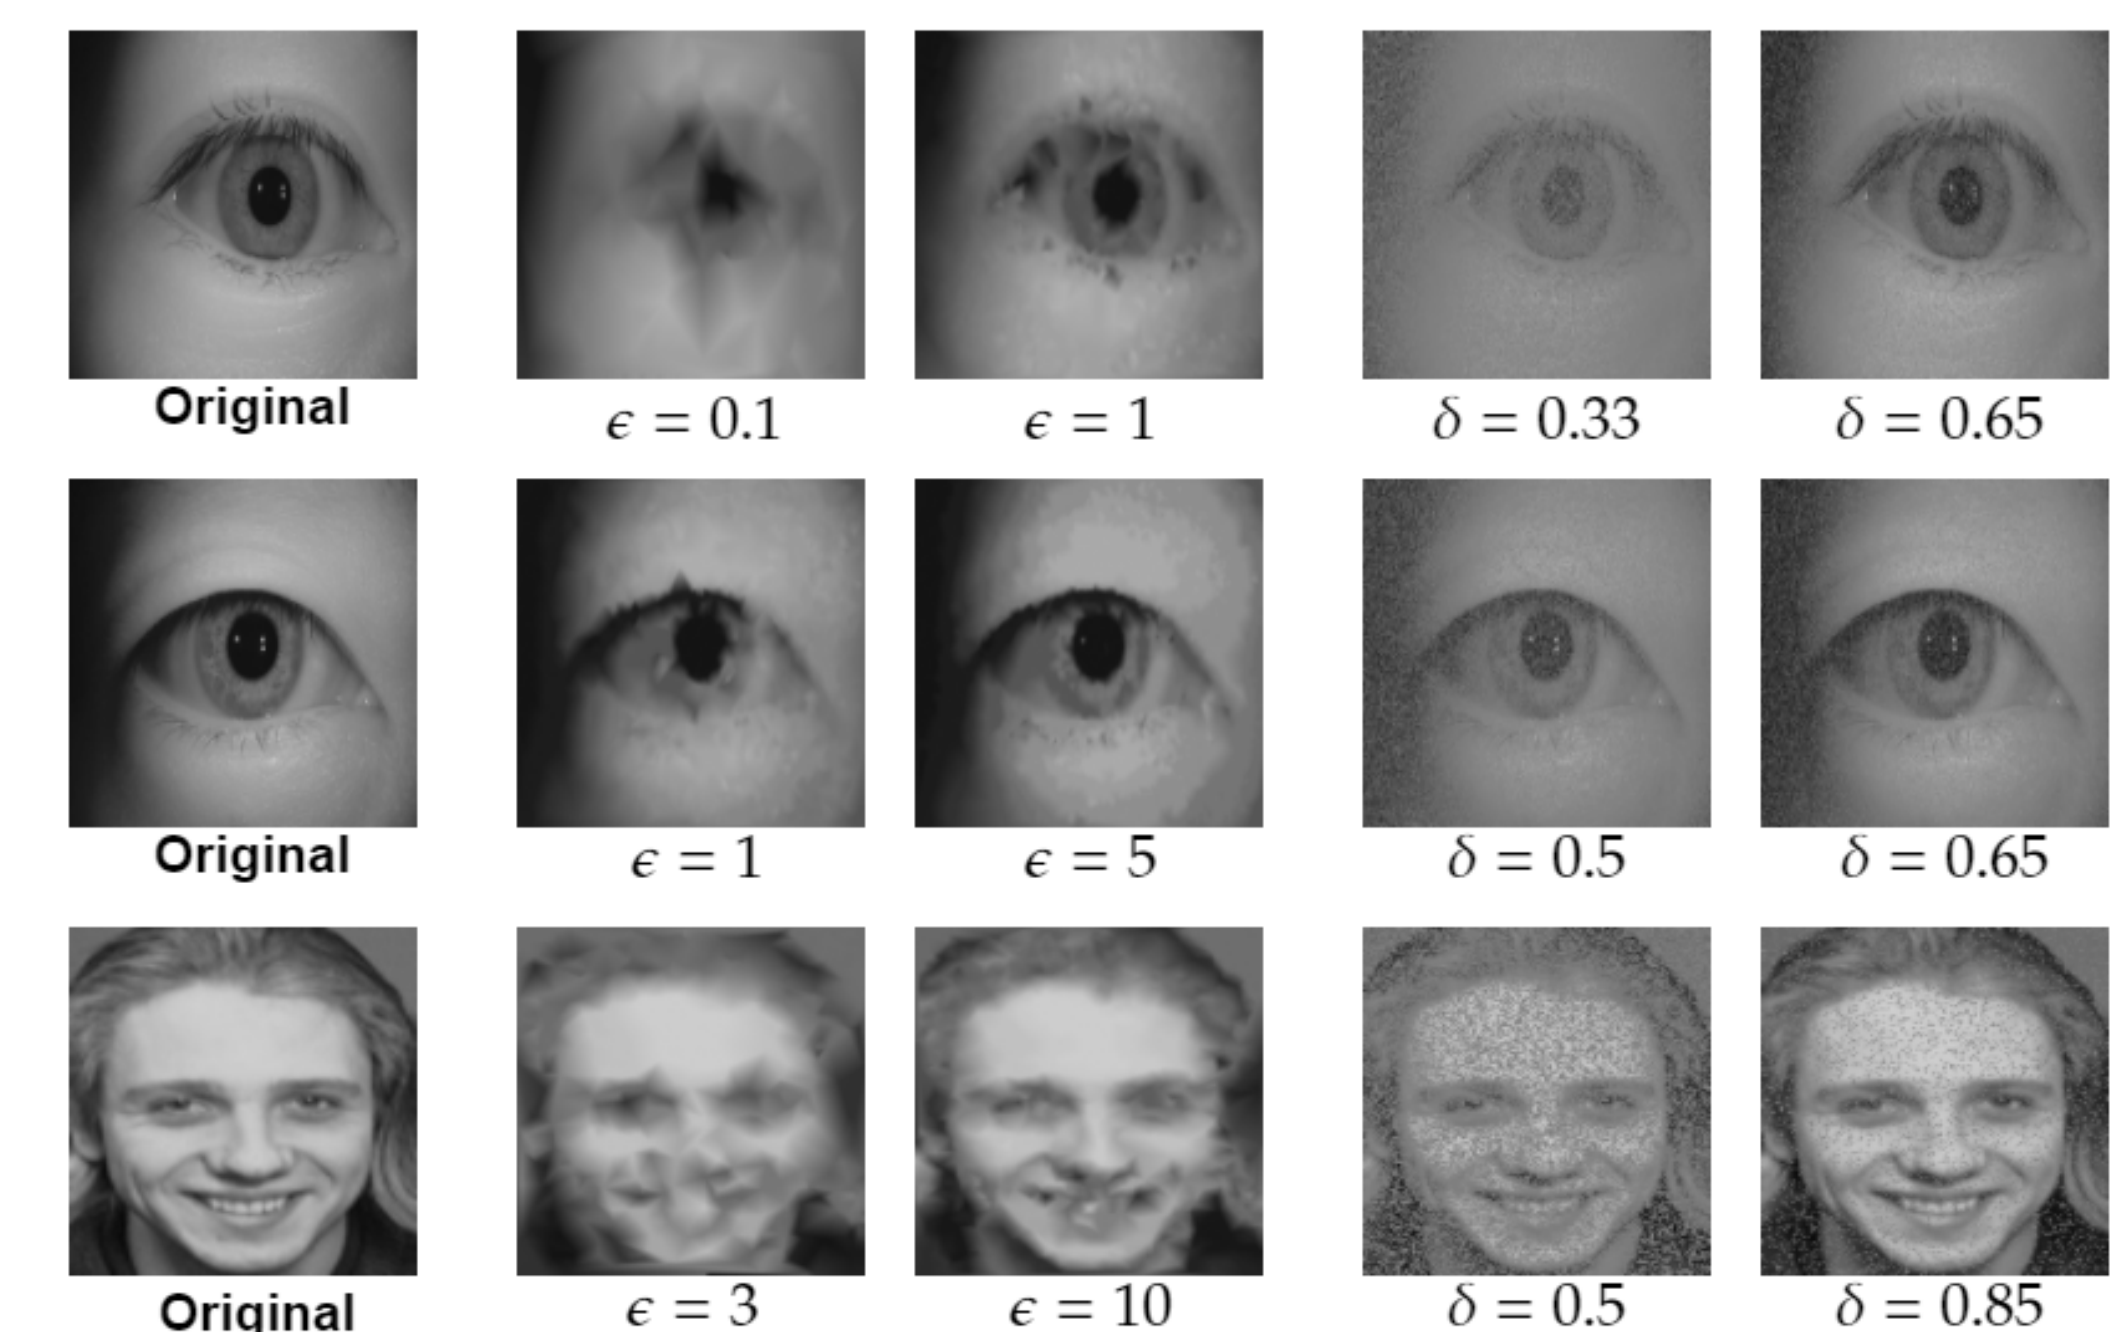 Original ϵ = 0.1 ϵ = 1 δ = 0.33 δ = 0.65
Original ϵ = 1 ϵ = 5 δ = 0.5 δ = 0.65
Original ϵ = 3 ϵ = 10 δ = 0.5 δ = 0.85